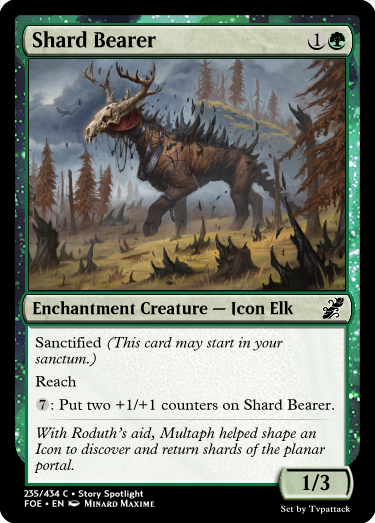 Shard Bearer 1
Enchantment Creature — Icon Elk
Sanctified (This card may start in your
sanctum.)
Reach
7: Put two +1/+1 counters on Shard Bearer.
With Roduth's aid, Multaph helped shape an
Icon to discover and return shards of the planar
portal.
1/3
235/434 C • Story Spotlight
FOE • EN Minard Maxime
Set by Tvpattack